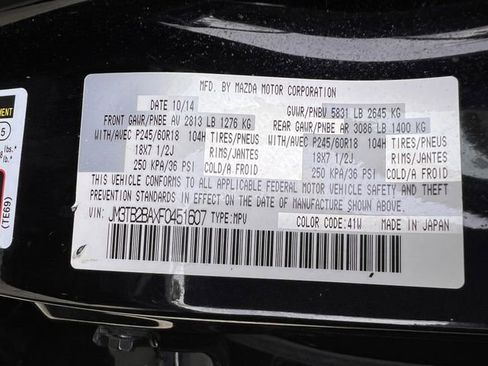 MFD. BY MAZDA MOTOR CORPORATION
DATE 10/14 GVWR/PNBV 5831 LB 2645 KG
FRONT GAWR/PNBE AV 2813 LB 1276 KG REAR GAWR/PNBE AR 3086 LB 1400 KG
WITH/AVEC P245/60R18 104H TIRES/PNEUS WITH/AVEC P245/60R18 104H TIRES/PNEUS
18X7 1/2J RIMS/JANTES 18X7 1/2J RIMS/JANTES
250 KPA/36 PSI COLD/A FROID 250 KPA/36 PSI COLD/A FROID
THIS VEHICLE CONFORMS TO ALL APPLICABLE FEDERAL MOTOR VEHICLE SAFETY AND THEFT
PREVENTION STANDARDS IN EFFECT ON THE DATE OF MANUFACTURE SHOWN ABOVE.
VIN: JM3TB2BAXF0451607 TYPE: MPV COLOR CODE: 41W MADE IN JAPAN
5
lbs.*
lbs.*
(TE69)